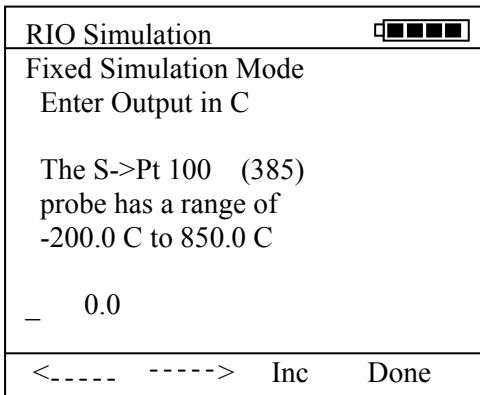 RIO Simulation
Fixed Simulation Mode
Enter Output in C
The S->Pt 100 (385)
probe has a range of
-200.0 C to 850.0 C
_ 0.0
<----- -----> Inc Done